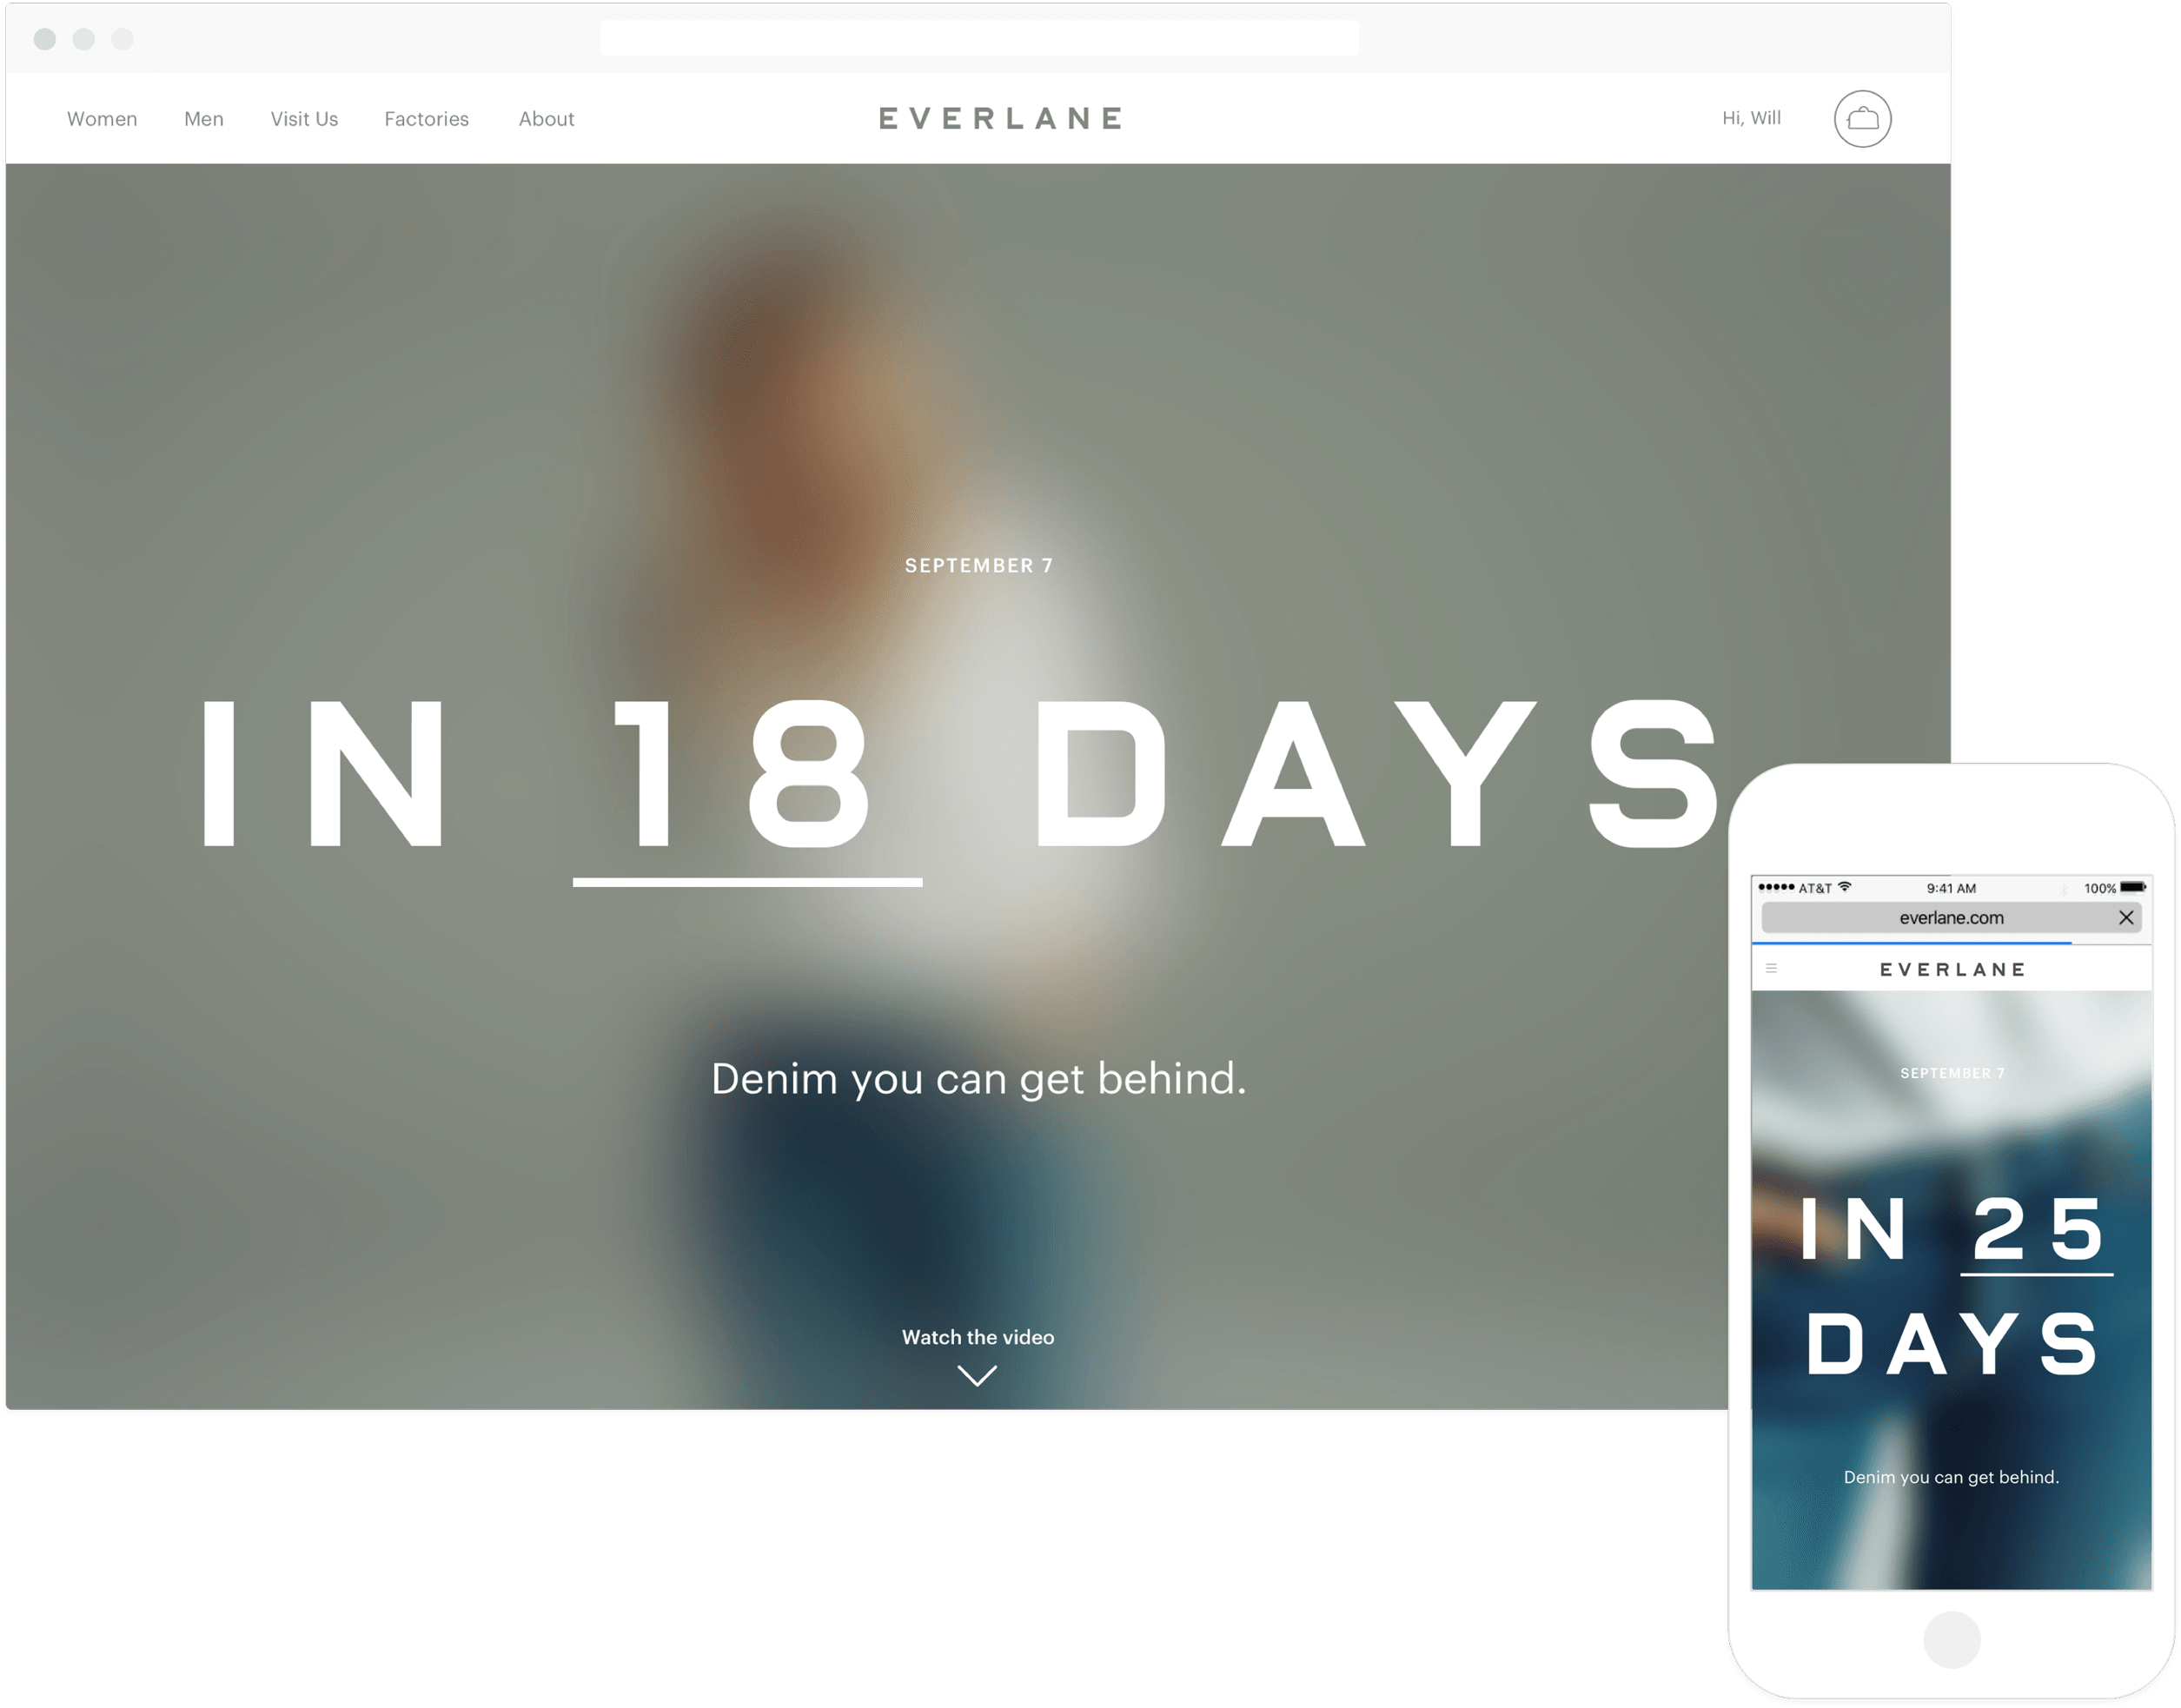 Women Men Visit Us Factories About EVERLANE Hi, Will
SEPTEMBER 7
IN 18 DAYS
Denim you can get behind.
Watch the video
AT&T 9:41 AM 100%
everlane.com
EVERLANE
SEPTEMBER 7
IN 25
DAYS
Denim you can get behind.